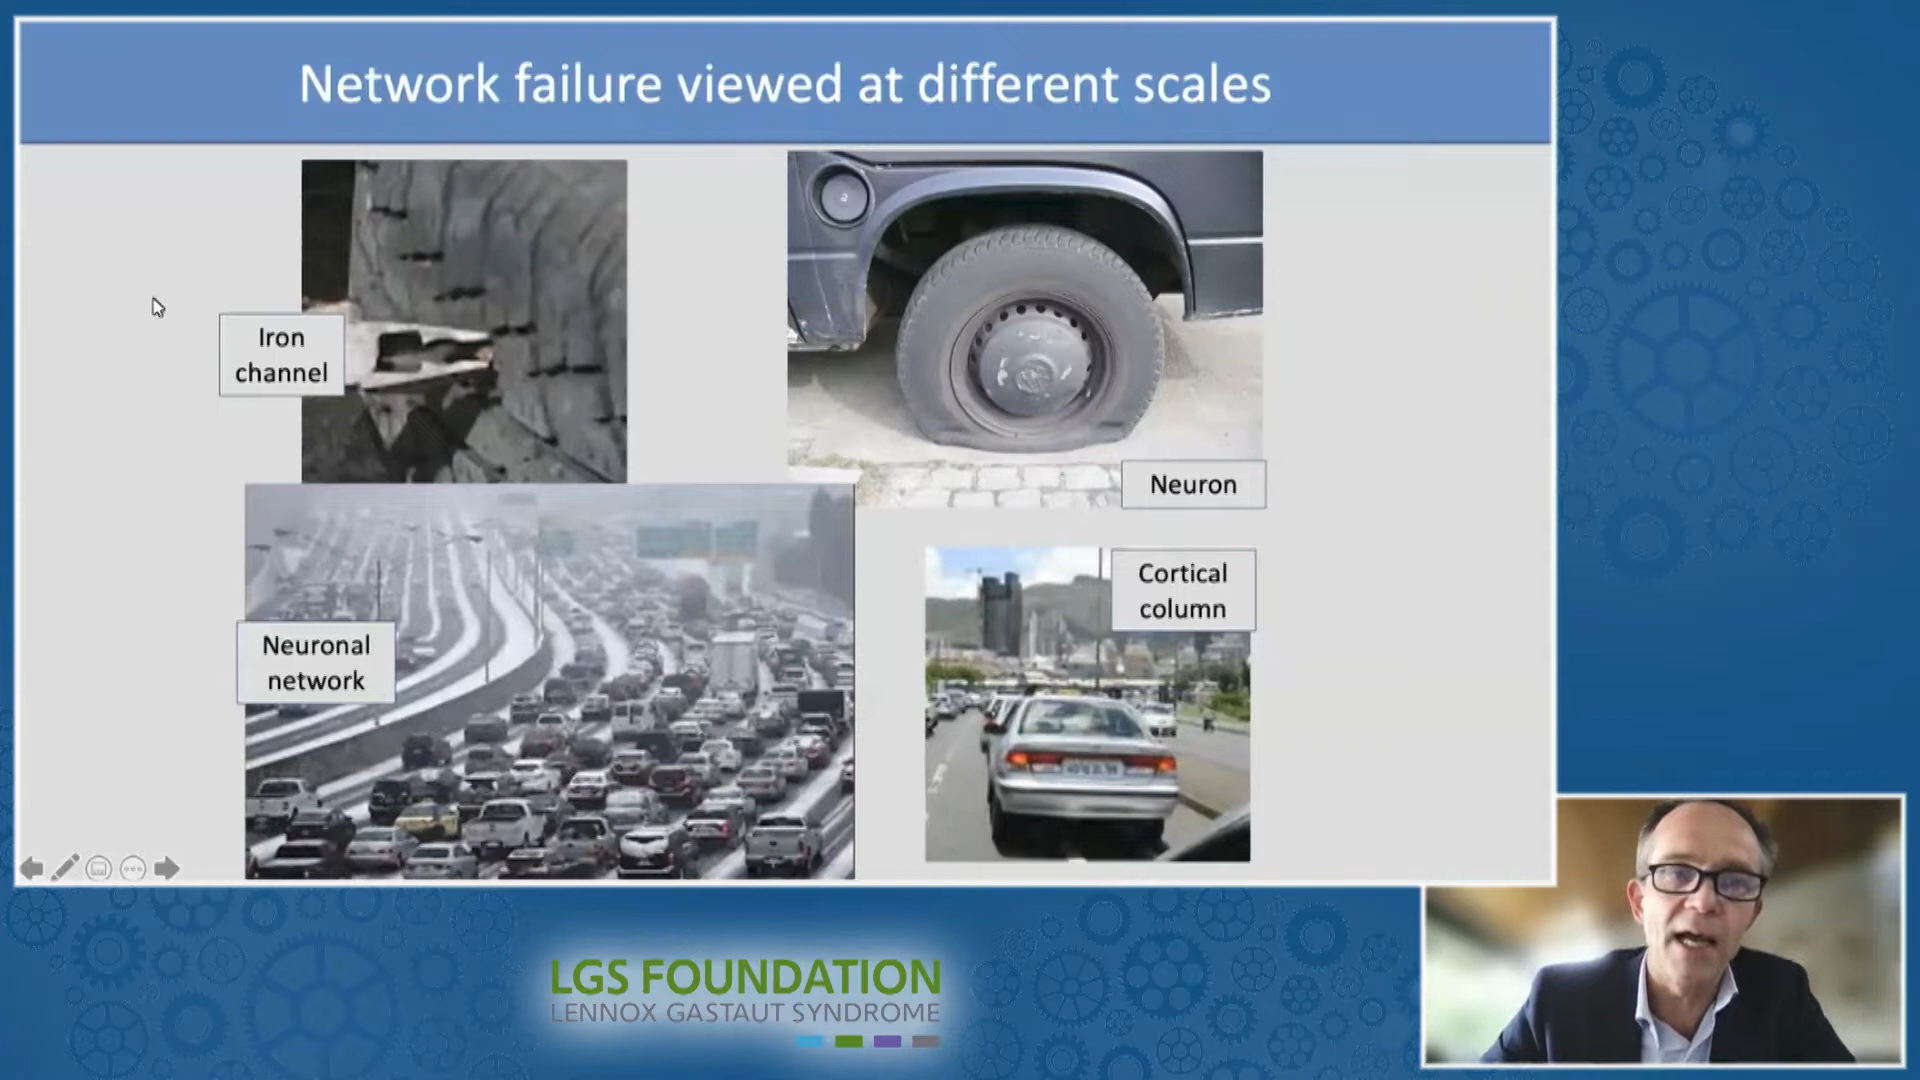 Network failure viewed at different scales
Iron
channel
Neuron
Neuronal
network
Cortical
column
LGS FOUNDATION
LENNOX GASTAUT SYNDROME